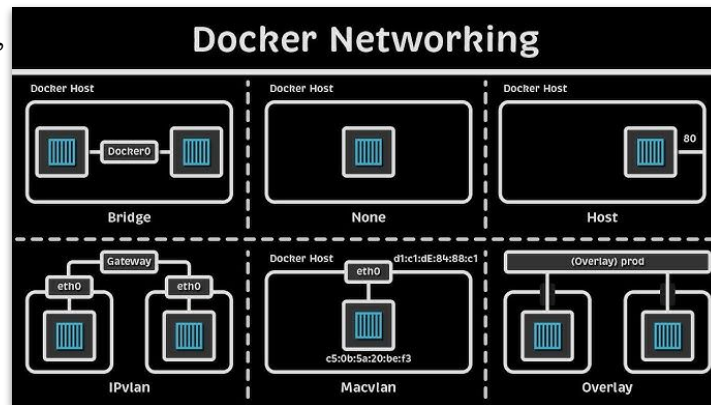 Docker Networking
Docker Host
Docker0
Bridge
Docker Host
None
Docker Host
80
Host
Gateway
eth0
eth0
IPvlan
Docker Host
d1:c1:dE:84:88:c1
eth0
c5:0b:5a:20:be:f3
Macvlan
(Overlay) prod
Overlay